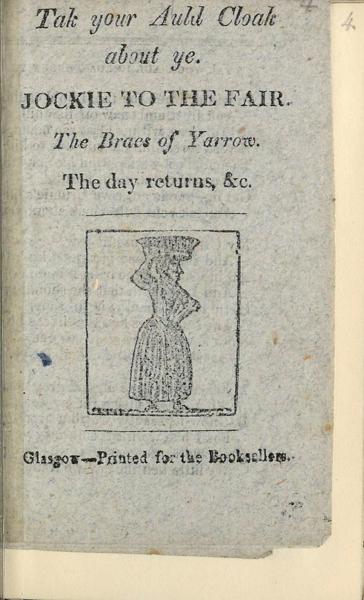 4
Tak your Auld Cloak
about ye.
JOCKIE TO THE FAIR.
The Braes of Yarrow.
The day returns, &c.
Glasgow—Printed for the Booksellers.